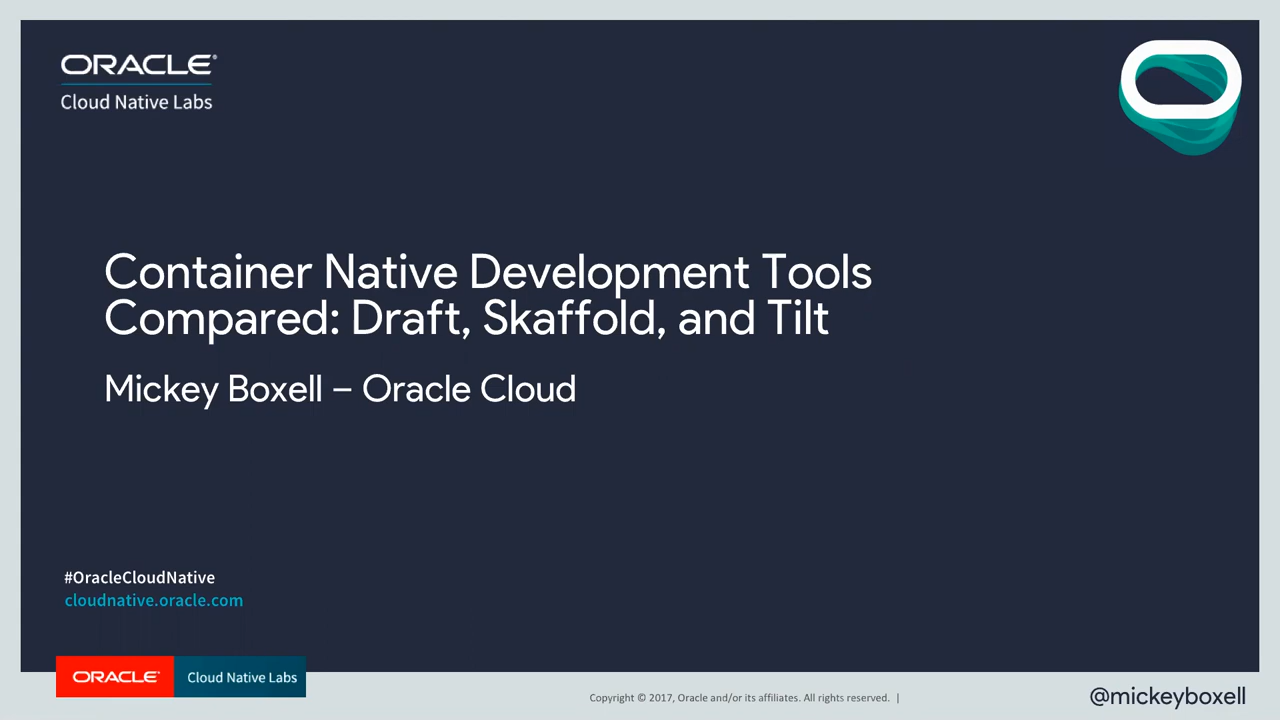 ORACLE®
Cloud Native Labs
Container Native Development Tools
Compared: Draft, Skaffold, and Tilt
Mickey Boxell – Oracle Cloud
#OracleCloudNative
cloudnative.oracle.com
ORACLE® Cloud Native Labs
Copyright © 2017, Oracle and/or its affiliates. All rights reserved. |
@mickeyboxell